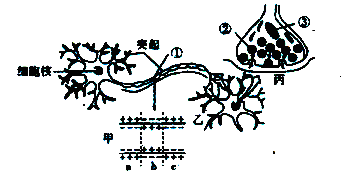 ② ③
突起 ①
细胞核
丙
乙
甲
+ + - - + +
- - + + - -
- - + + - -
+ + - - + +
a b c